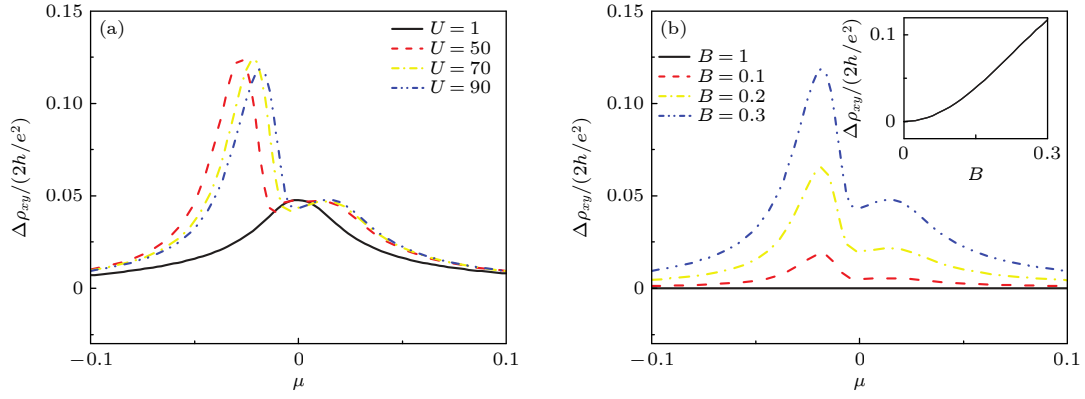 (a)
U = 1
U = 50
U = 70
U = 90
0.15
0.10
0.05
0
Δρxy/(2h/e²)
−0.1
0
0.1
μ
(b)
B = 1
B = 0.1
B = 0.2
B = 0.3
0.15
0.10
0.05
0
Δρxy/(2h/e²)
−0.1
0
0.1
μ
0.1
0
Δρxy/(2h/e²)
0
0.3
B